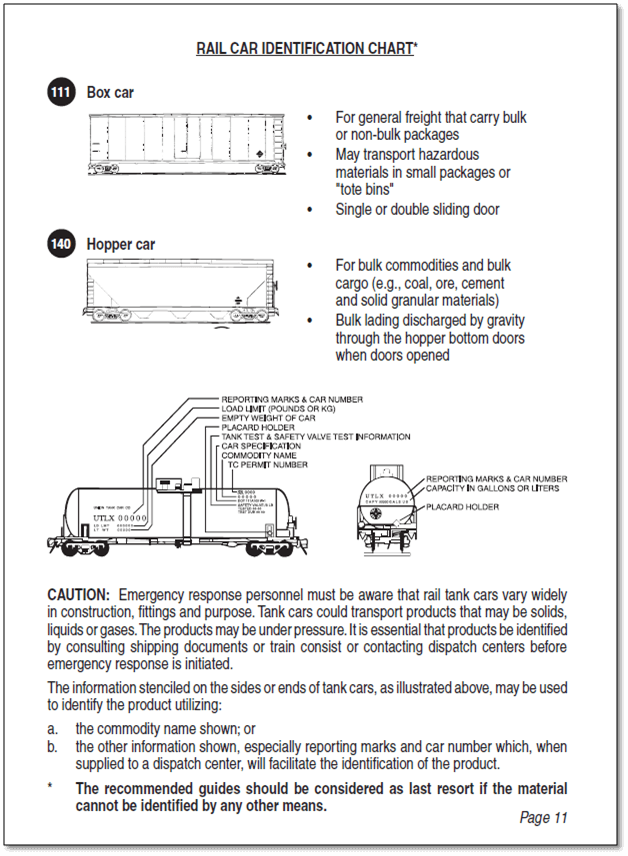 RAIL CAR IDENTIFICATION CHART*
111 Box car
• For general freight that carry bulk
or non-bulk packages
• May transport hazardous
materials in small packages or
"tote bins"
• Single or double sliding door
140 Hopper car
• For bulk commodities and bulk
cargo (e.g., coal, ore, cement
and solid granular materials)
• Bulk lading discharged by gravity
through the hopper bottom doors
when doors opened
REPORTING MARKS & CAR NUMBER
LOAD LIMIT (POUNDS OR KG)
EMPTY WEIGHT OF CAR
PLACARD HOLDER
TANK TEST & SAFETY VALVE TEST INFORMATION
CAR SPECIFICATION
COMMODITY NAME
TC PERMIT NUMBER
UTLX 00000
REPORTING MARKS & CAR NUMBER
CAPACITY IN GALLONS OR LITERS
PLACARD HOLDER
UTLX 00000
CAUTION: Emergency response personnel must be aware that rail tank cars vary widely
in construction, fittings and purpose. Tank cars could transport products that may be solids,
liquids or gases. The products may be under pressure. It is essential that products be identified
by consulting shipping documents or train consist or contacting dispatch centers before
emergency response is initiated.
The information stenciled on the sides or ends of tank cars, as illustrated above, may be used
to identify the product utilizing:
a. the commodity name shown; or
b. the other information shown, especially reporting marks and car number which, when
supplied to a dispatch center, will facilitate the identification of the product.
* The recommended guides should be considered as last resort if the material
cannot be identified by any other means.
Page 11